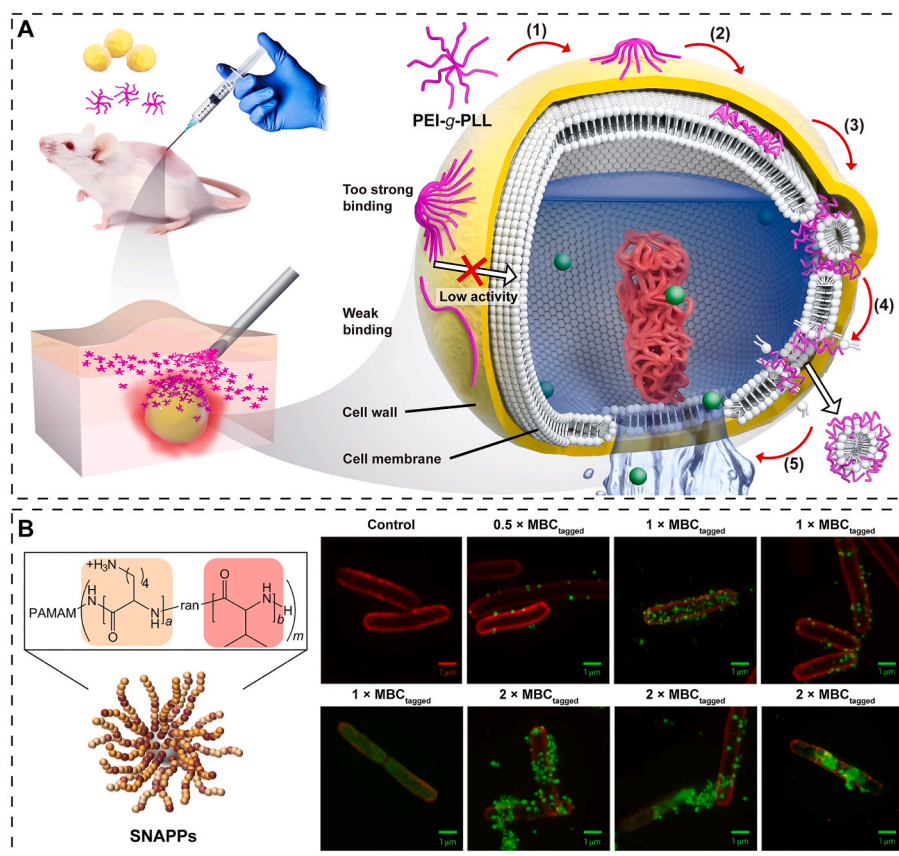 A
(1)
(2)
PEI-g-PLL
(3)
Too strong
binding
Low activity
Weak
binding
(4)
Cell wall
Cell membrane
(5)
B
Control
0.5 × MBCtagged
1 × MBCtagged
1 × MBCtagged
+H3N
4
H
N
O
N
H
a
ran
O
H
N
H
b
m
PAMAM
1 μm
1 μm
1 μm
1 μm
1 × MBCtagged
2 × MBCtagged
2 × MBCtagged
2 × MBCtagged
SNAPPs
1 μm
1 μm
1 μm
1 μm